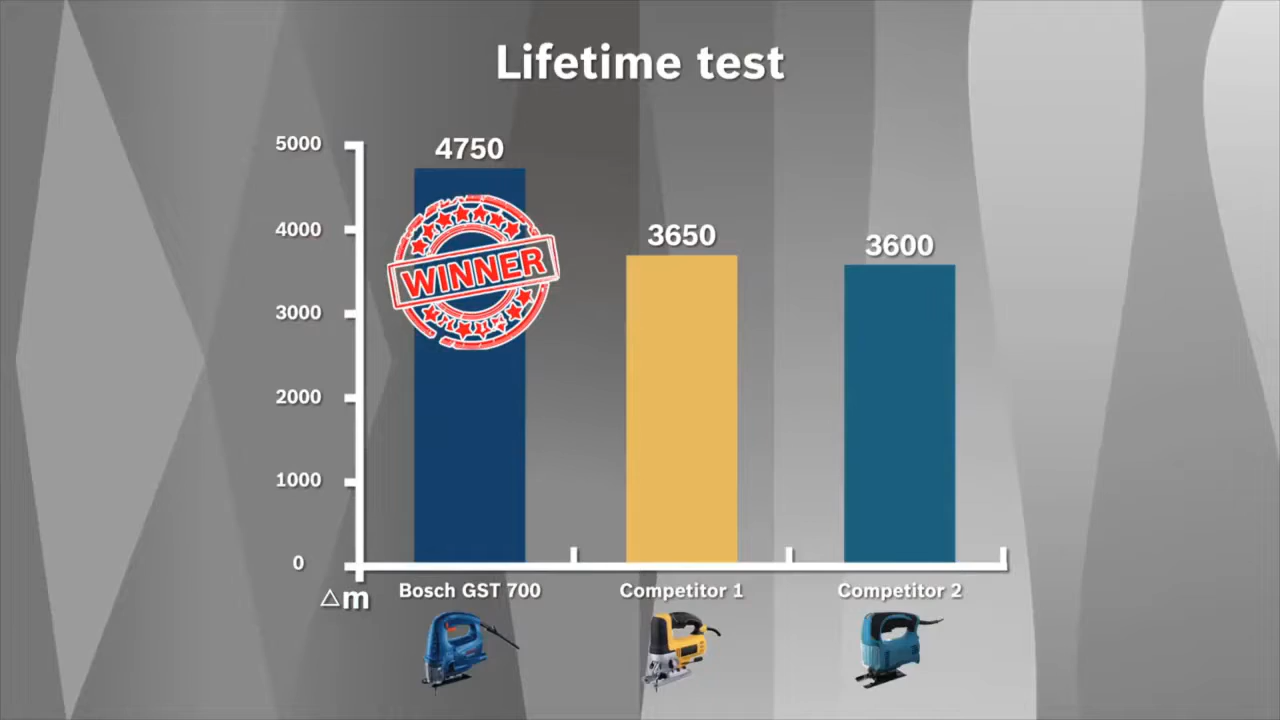 Lifetime test
5000
4000
3000
2000
1000
0
4750
3650
3600
WINNER
△m
Bosch GST 700
Competitor 1
Competitor 2